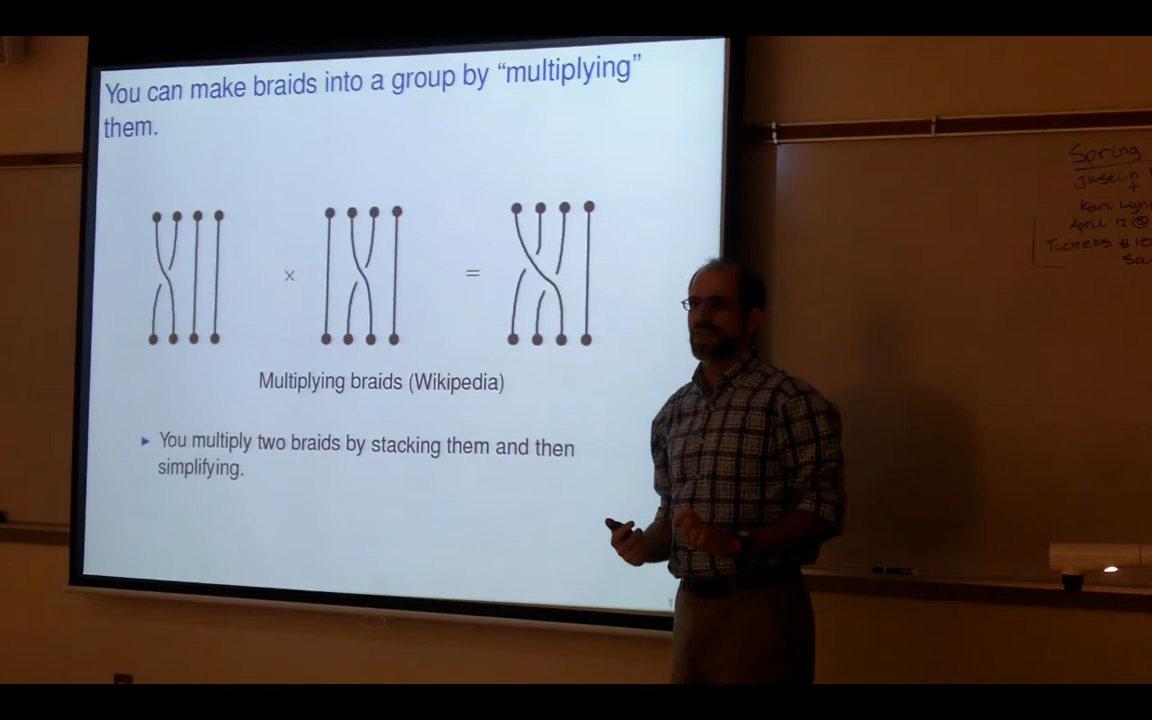 You can make braids into a group by “multiplying”
them.
×
=
Multiplying braids (Wikipedia)
▸ You multiply two braids by stacking them and then
simplifying.
Spring
Justin
+
April 12 @